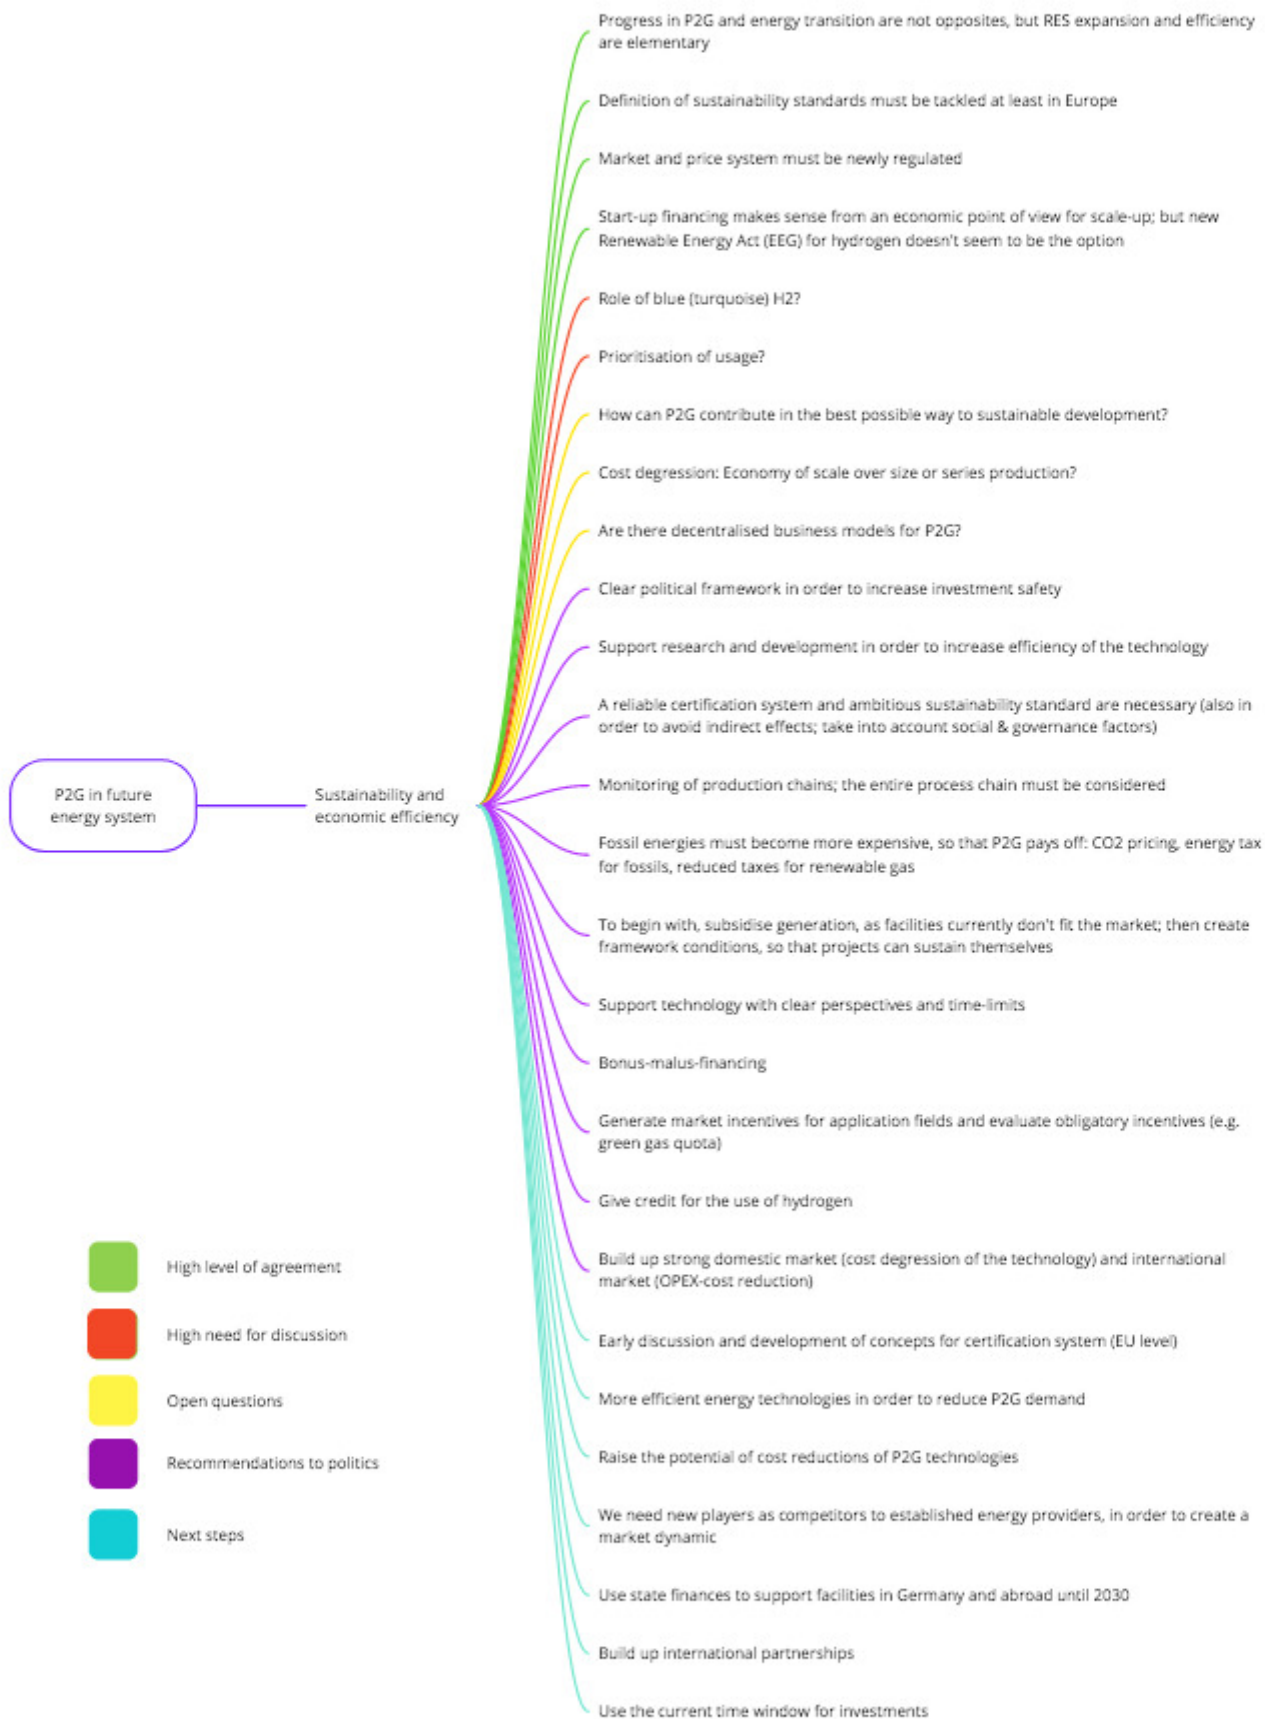 Progress in P2G and energy transition are not opposites, but RES expansion and efficiency
are elementary
Definition of sustainability standards must be tackled at least in Europe
Market and price system must be newly regulated
Start-up financing makes sense from an economic point of view for scale-up; but new
Renewable Energy Act (EEG) for hydrogen doesn't seem to be the option
Role of blue (turquoise) H2?
Prioritisation of usage?
How can P2G contribute in the best possible way to sustainable development?
Cost degression: Economy of scale over size or series production?
Are there decentralised business models for P2G?
Clear political framework in order to increase investment safety
Support research and development in order to increase efficiency of the technology
A reliable certification system and ambitious sustainability standard are necessary (also in
order to avoid indirect effects; take into account social & governance factors)
Monitoring of production chains; the entire process chain must be considered
P2G in future
energy system
Sustainability and
economic efficiency
Fossil energies must become more expensive, so that P2G pays off: CO2 pricing, energy tax
for fossils, reduced taxes for renewable gas
To begin with, subsidise generation, as facilities currently don't fit the market; then create
framework conditions, so that projects can sustain themselves
Support technology with clear perspectives and time-limits
Bonus-malus-financing
Generate market incentives for application fields and evaluate obligatory incentives (e.g.
green gas quota)
Give credit for the use of hydrogen
Build up strong domestic market (cost degression of the technology) and international
market (OPEX-cost reduction)
Early discussion and development of concepts for certification system (EU level)
More efficient energy technologies in order to reduce P2G demand
Raise the potential of cost reductions of P2G technologies
We need new players as competitors to established energy providers, in order to create a
market dynamic
Use state finances to support facilities in Germany and abroad until 2030
Build up international partnerships
Use the current time window for investments
High level of agreement
High need for discussion
Open questions
Recommendations to politics
Next steps